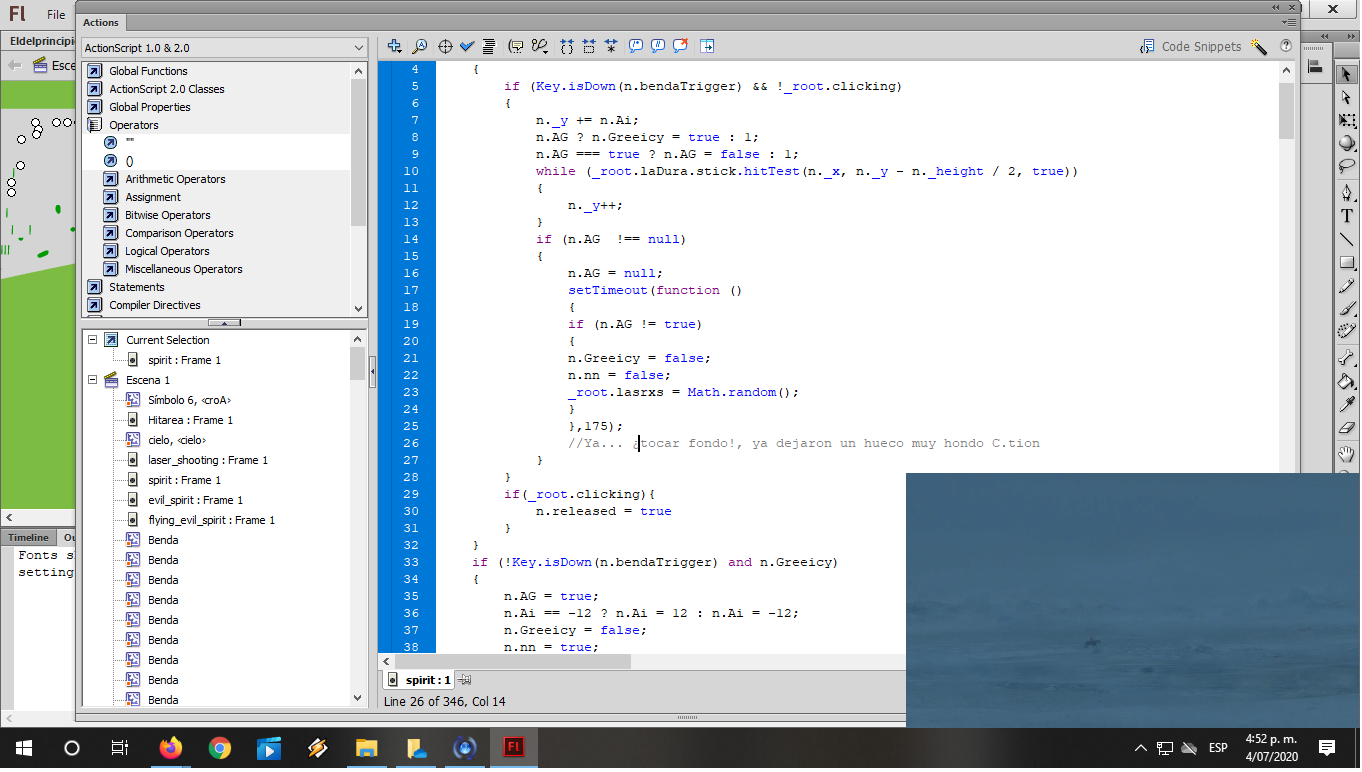 Fl File
Actions
Eldelprincipi
ActionScript 1.0 & 2.0
Code Snippets
Esce
Global Functions
ActionScript 2.0 Classes
Global Properties
Operators
""
()
Arithmetic Operators
Assignment
Bitwise Operators
Comparison Operators
Logical Operators
Miscellaneous Operators
Statements
Compiler Directives
Current Selection
spirit : Frame 1
Escena 1
Símbolo 6, <croA>
Hitarea : Frame 1
cielo, <cielo>
laser_shooting : Frame 1
spirit : Frame 1
evil_spirit : Frame 1
flying_evil_spirit : Frame 1
Benda
Benda
Benda
Benda
Benda
Benda
Benda
Benda
Benda
Timeline Ou
Fonts s
setting
4 {
5 if (Key.isDown(n.bendaTrigger) && !_root.clicking)
6 {
7 n._y += n.Ai;
8 n.AG ? n.Greeicy = true : 1;
9 n.AG === true ? n.AG = false : 1;
10 while (_root.laDura.stick.hitTest(n._x, n._y - n._height / 2, true))
11 {
12 n._y++;
13 }
14 if (n.AG  !== null)
15 {
16 n.AG = null;
17 setTimeout(function ()
18 {
19 if (n.AG != true)
20 {
21 n.Greeicy = false;
22 n.nn = false;
23 _root.lasrxs = Math.random();
24 }
25 },175);
26 //Ya... ¿tocar fondo!, ya dejaron un hueco muy hondo C.tion
27 }
28 }
29 if(_root.clicking){
30 n.released = true
31 }
32 }
33 if (!Key.isDown(n.bendaTrigger) and n.Greeicy)
34 {
35 n.AG = true;
36 n.Ai == -12 ? n.Ai = 12 : n.Ai = -12;
37 n.Greeicy = false;
38 n.nn = true;
spirit : 1
Line 26 of 346, Col 14
Fl
ESP
4:52 p. m.
4/07/2020